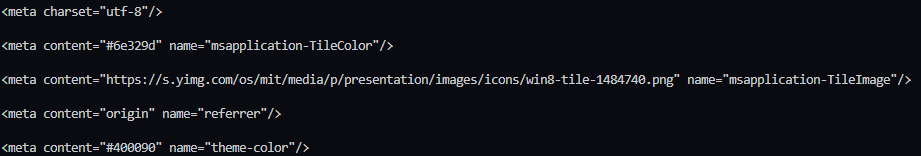 <meta charset="utf-8"/>
<meta content="#6e329d" name="msapplication-TileColor"/>
<meta content="https://s.yimg.com/os/mit/media/p/presentation/images/icons/win8-tile-1484740.png" name="msapplication-TileImage"/>
<meta content="origin" name="referrer"/>
<meta content="#400090" name="theme-color"/>